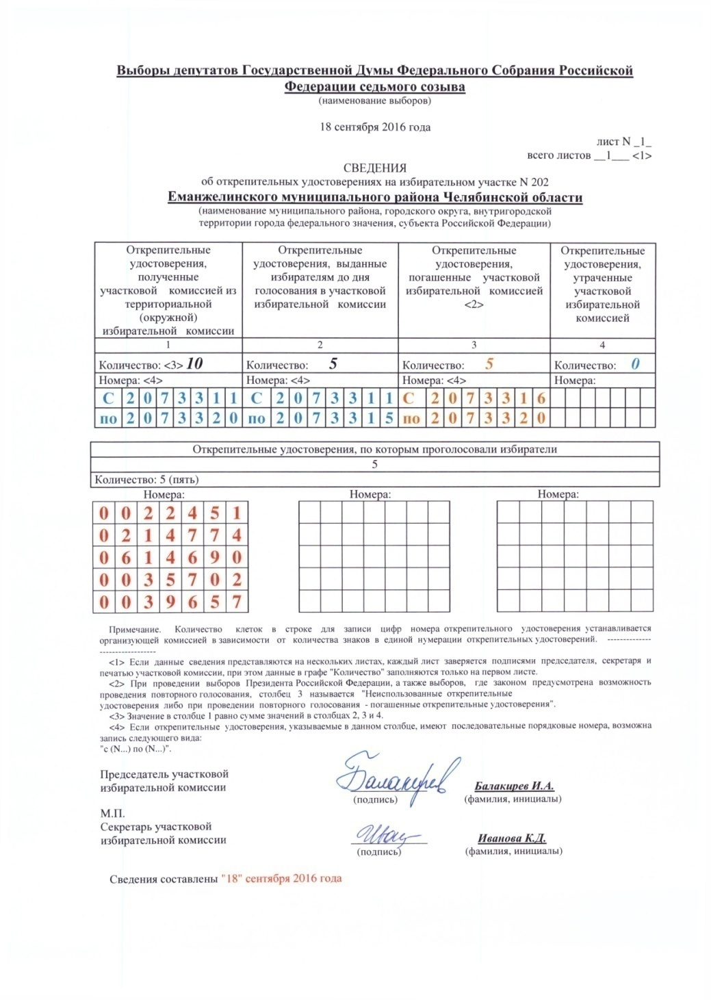 Выборы депутатов Государственной Думы Федерального Собрания Российской
Федерации седьмого созыва
(наименование выборов)
18 сентября 2016 года
лист N _1_
всего листов __1___ <1>
СВЕДЕНИЯ
об открепительных удостоверениях на избирательном участке N 202
Еманжелинского муниципального района Челябинской области
(наименование муниципального района, городского округа, внутригородской
территории города федерального значения, субъекта Российской Федерации)
Открепительные удостоверения, полученные участковой комиссией из территориальной (окружной) избирательной комиссии
Открепительные удостоверения, выданные избирателям до дня голосования в участковой избирательной комиссии
Открепительные удостоверения, погашенные участковой избирательной комиссией <2>
Открепительные удостоверения, утраченные участковой избирательной комиссией
1 2 3 4
Количество: <3> 10 Количество: 5 Количество: 5 Количество: 0
Номера: <4> Номера: <4> Номера: <4> Номера:
С 2 0 7 3 3 1 1 С 2 0 7 3 3 1 1 С 2 0 7 3 3 1 6
по 2 0 7 3 3 2 0 по 2 0 7 3 3 1 5 по 2 0 7 3 3 2 0
Открепительные удостоверения, по которым проголосовали избиратели
5
Количество: 5 (пять)
Номера: Номера: Номера:
0 0 2 2 4 5 1
0 2 1 4 7 7 4
0 6 1 4 6 9 0
0 0 3 5 7 0 2
0 0 3 9 6 5 7
Примечание. Количество клеток в строке для записи цифр номера открепительного удостоверения устанавливается
организующей комиссией в зависимости от количества знаков в единой нумерации открепительных удостоверений. --------------
------------------
<1> Если данные сведения представляются на нескольких листах, каждый лист заверяется подписями председателя, секретаря и
печатью участковой комиссии, при этом данные в графе "Количество" заполняются только на первом листе.
<2> При проведении выборов Президента Российской Федерации, а также выборов, где законом предусмотрена возможность
проведения повторного голосования, столбец 3 называется "Неиспользованные открепительные
удостоверения либо при проведении повторного голосования - погашенные открепительные удостоверения".
<3> Значение в столбце 1 равно сумме значений в столбцах 2, 3 и 4.
<4> Если открепительные удостоверения, указываемые в данном столбце, имеют последовательные порядковые номера, возможна
запись следующего вида:
"с (N...) по (N...)".
Председатель участковой
избирательной комиссии Балакирев Балакирев И.А.
(подпись) (фамилия, инициалы)
М.П.
Секретарь участковой
избирательной комиссии Иванова К.Д.
(подпись) (фамилия, инициалы)
Сведения составлены "18" сентября 2016 года